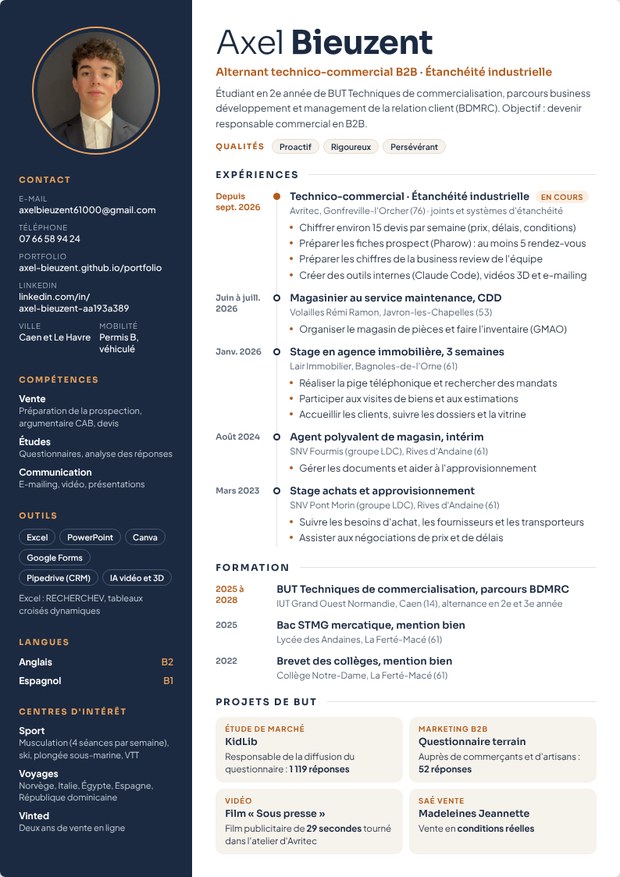 CONTACT
E-MAIL
axelbieuzent61000@gmail.com
TÉLÉPHONE
07 66 58 94 24
PORTFOLIO
axel-bieuzent.github.io/portfolio
LINKEDIN
linkedin.com/in/
axel-bieuzent-aa193a389
VILLE
Caen et Le Havre
MOBILITÉ
Permis B,
véhiculé
COMPÉTENCES
Vente
Préparation de la prospection,
argumentaire CAB, devis
Études
Questionnaires, analyse des réponses
Communication
E-mailing, vidéo, présentations
OUTILS
Excel
PowerPoint
Canva
Google Forms
Pipedrive (CRM)
IA vidéo et 3D
Excel : RECHERCHEV, tableaux
croisés dynamiques
LANGUES
Anglais B2
Espagnol B1
CENTRES D'INTÉRÊT
Sport
Musculation (4 séances par semaine),
ski, plongée sous-marine, VTT
Voyages
Norvège, Italie, Égypte, Espagne,
République dominicaine
Vinted
Deux ans de vente en ligne
Axel Bieuzent
Alternant technico-commercial B2B · Étanchéité industrielle
Étudiant en 2e année de BUT Techniques de commercialisation, parcours business
développement et management de la relation client (BDMRC). Objectif : devenir
responsable commercial en B2B.
QUALITÉS Proactif Rigoureux Persévérant
EXPÉRIENCES
Depuis
sept. 2026
Technico-commercial · Étanchéité industrielle EN COURS
Avritec, Gonfreville-l'Orcher (76) · joints et systèmes d'étanchéité
• Chiffrer environ 15 devis par semaine (prix, délais, conditions)
• Préparer les fiches prospect (Pharow) : au moins 5 rendez-vous
• Préparer les chiffres de la business review de l'équipe
• Créer des outils internes (Claude Code), vidéos 3D et e-mailing
Juin à juill.
2026
Magasinier au service maintenance, CDD
Volailles Rémi Ramon, Javron-les-Chapelles (53)
• Organiser le magasin de pièces et faire l'inventaire (GMAO)
Janv. 2026
Stage en agence immobilière, 3 semaines
Lair Immobilier, Bagnoles-de-l'Orne (61)
• Réaliser la pige téléphonique et rechercher des mandats
• Participer aux visites de biens et aux estimations
• Accueillir les clients, suivre les dossiers et la vitrine
Août 2024
Agent polyvalent de magasin, intérim
SNV Fourmis (groupe LDC), Rives d'Andaine (61)
• Gérer les documents et aider à l'approvisionnement
Mars 2023
Stage achats et approvisionnement
SNV Pont Morin (groupe LDC), Rives d'Andaine (61)
• Suivre les besoins d'achat, les fournisseurs et les transporteurs
• Assister aux négociations de prix et de délais
FORMATION
2025 à
2028
BUT Techniques de commercialisation, parcours BDMRC
IUT Grand Ouest Normandie, Caen (14), alternance en 2e et 3e année
2025
Bac STMG mercatique, mention bien
Lycée des Andaines, La Ferté-Macé (61)
2022
Brevet des collèges, mention bien
Collège Notre-Dame, La Ferté-Macé (61)
PROJETS DE BUT
ÉTUDE DE MARCHÉ
KidLib
Responsable de la diffusion du
questionnaire : 1 119 réponses
MARKETING B2B
Questionnaire terrain
Auprès de commerçants et d'artisans :
52 réponses
VIDÉO
Film « Sous presse »
Film publicitaire de 29 secondes tourné
dans l'atelier d'Avritec
SAÉ VENTE
Madeleines Jeannette
Vente en conditions réelles